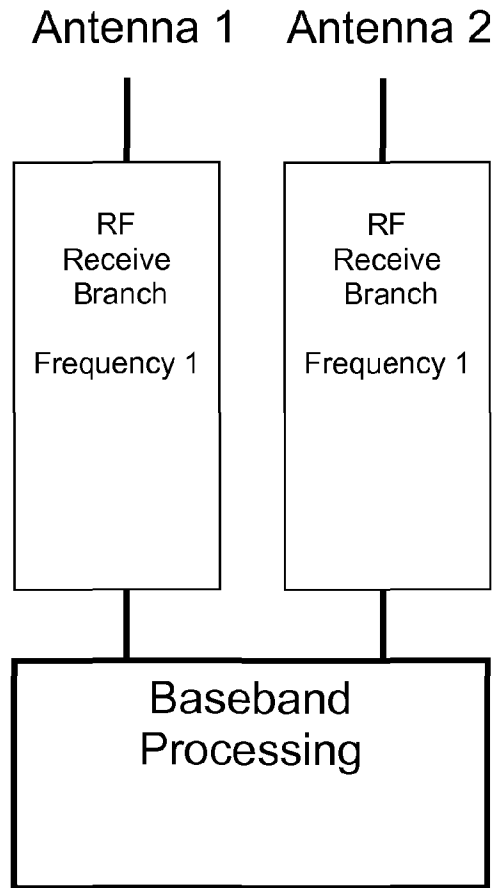 Antenna 1
Antenna 2
RF
Receive
Branch
Frequency 1
RF
Receive
Branch
Frequency 1
Baseband
Processing